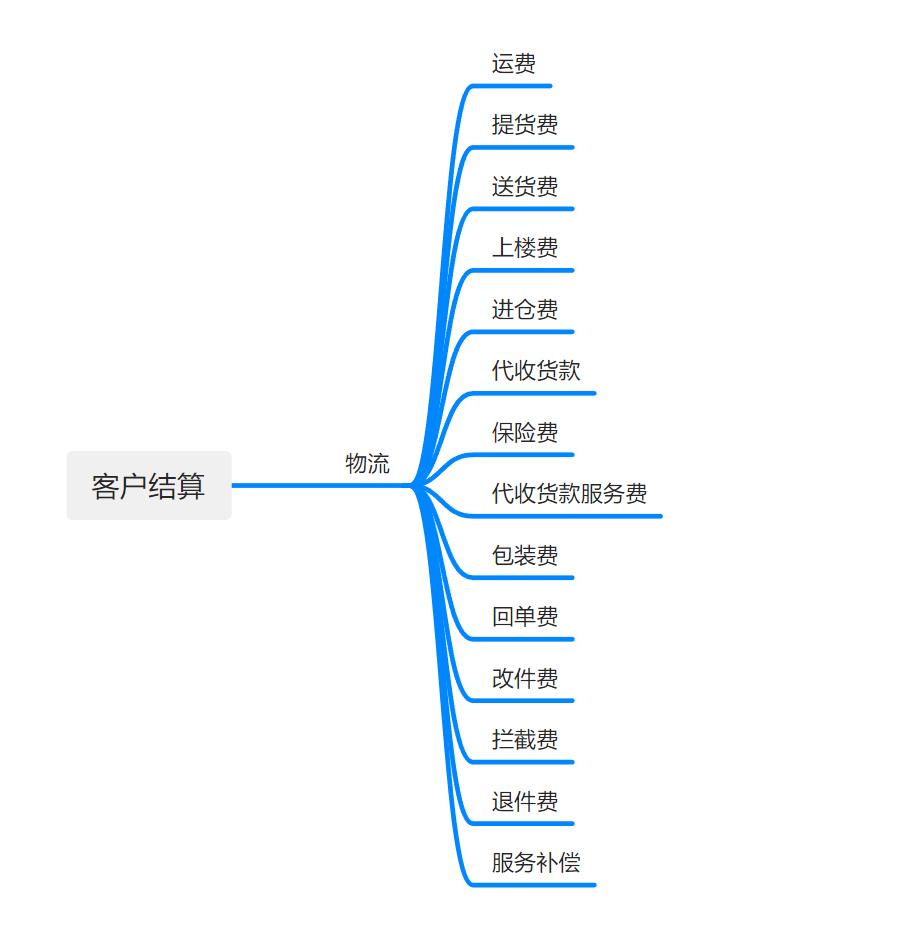 客户结算
物流
运费
提货费
送货费
上楼费
进仓费
代收货款
保险费
代收货款服务费
包装费
回单费
改件费
拦截费
退件费
服务补偿